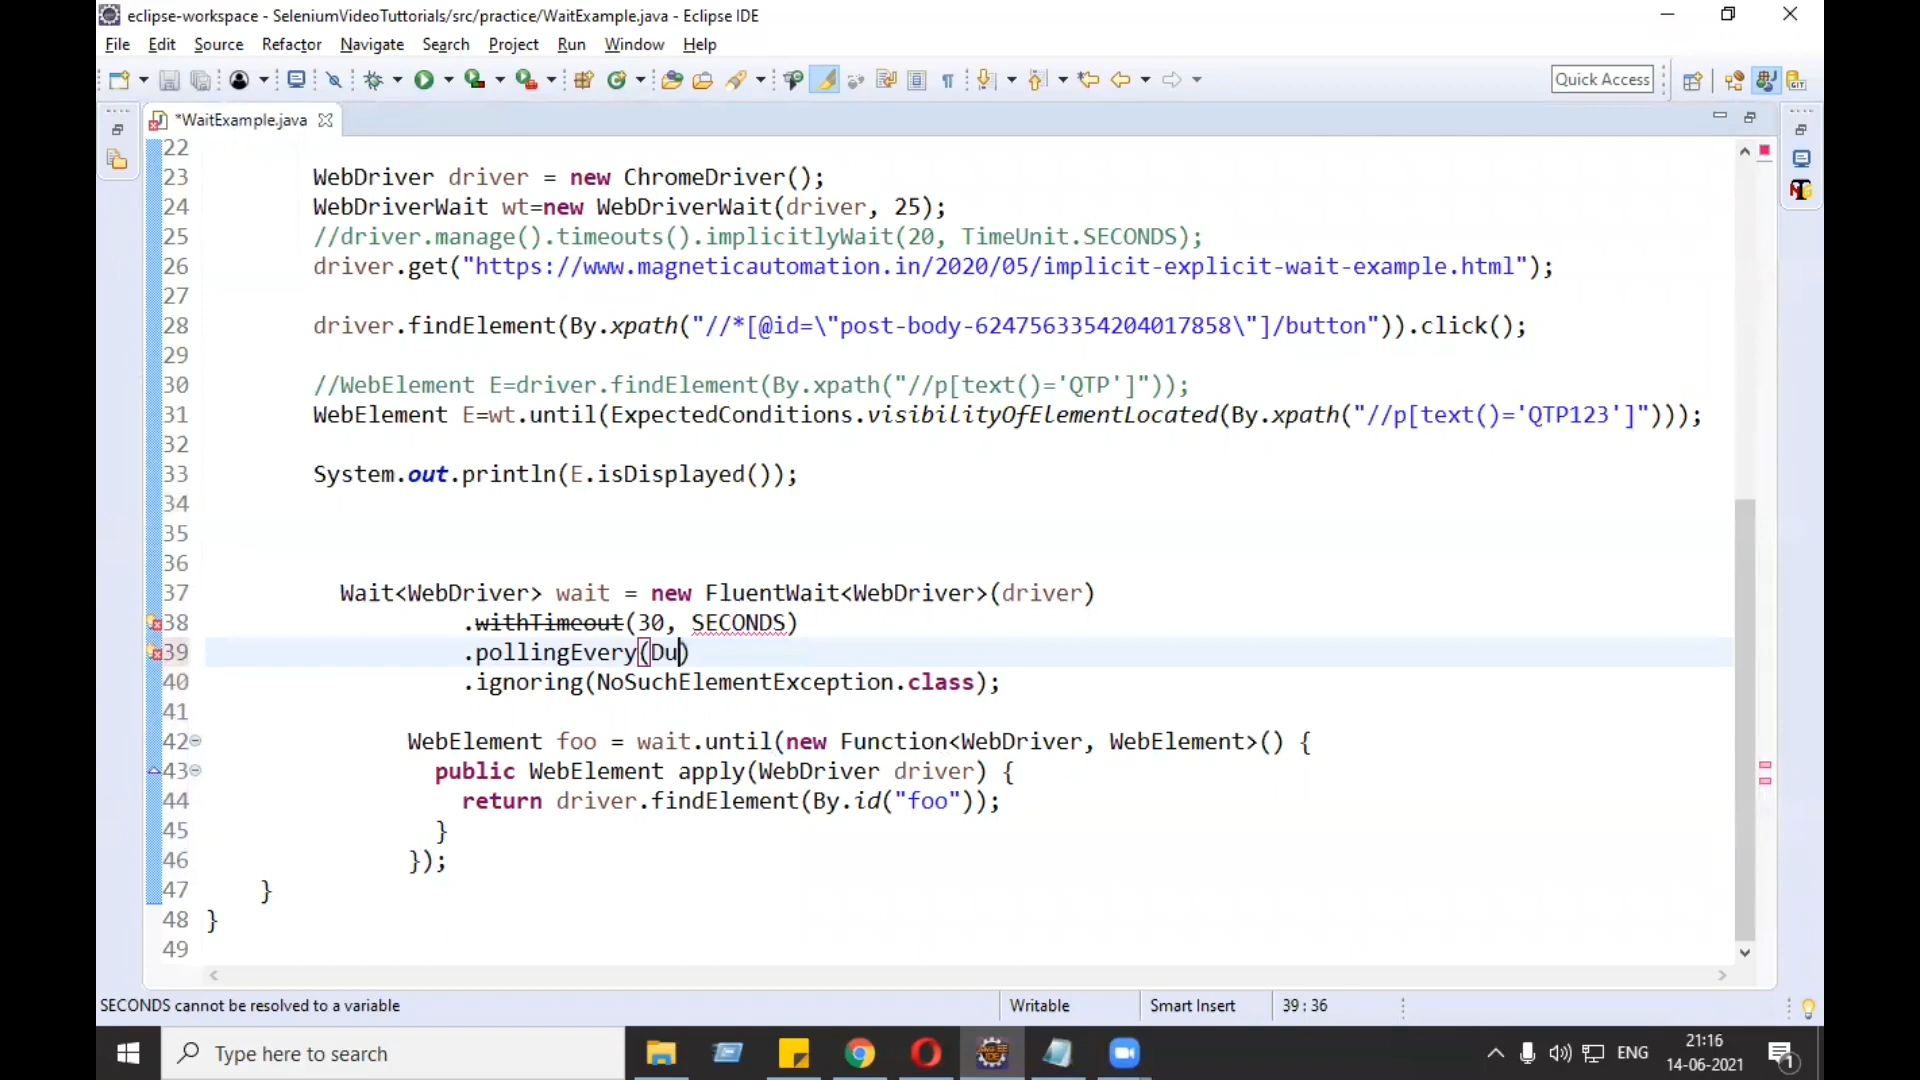 eclipse-workspace - SeleniumVideoTuttorials/src/practice/WaitExample.java - Eclipse IDE
File Edit Source Refactor Navigate Search Project Run Window Help
Quick Access
*WaitExample.java
22
23 WebDriver driver = new ChromeDriver();
24 WebDriverWait wt=new WebDriverWait(driver, 25);
25 //driver.manage().timeouts().implicitlyWait(20, TimeUnit.SECONDS);
26 driver.get("https://www.magneticautomation.in/2020/05/implicit-explicit-wait-example.html");
27
28 driver.findElement(By.xpath("//*[@id=\"post-body-6247563354204017858\"]/button")).click();
29
30 //WebElement E=driver.findElement(By.xpath("//p[text()='QTP']"));
31 WebElement E=wt.until(ExpectedConditions.visibilityOfElementLocated(By.xpath("//p[text()='QTP123']")));
32
33 System.out.println(E.isDisplayed());
34
35
36
37 Wait<WebDriver> wait = new FluentWait<WebDriver>(driver)
38 .withTimeout(30, SECONDS)
39 .pollingEvery(Du)
40 .ignoring(NoSuchElementException.class);
41
42 WebElement foo = wait.until(new Function<WebDriver, WebElement>() {
43 public WebElement apply(WebDriver driver) {
44 return driver.findElement(By.id("foo"));
45 }
46 });
47 }
48 }
49
SECONDS cannot be resolved to a variable Writable Smart Insert 39 : 36
Type here to search ENG 21:16
14-06-2021 1